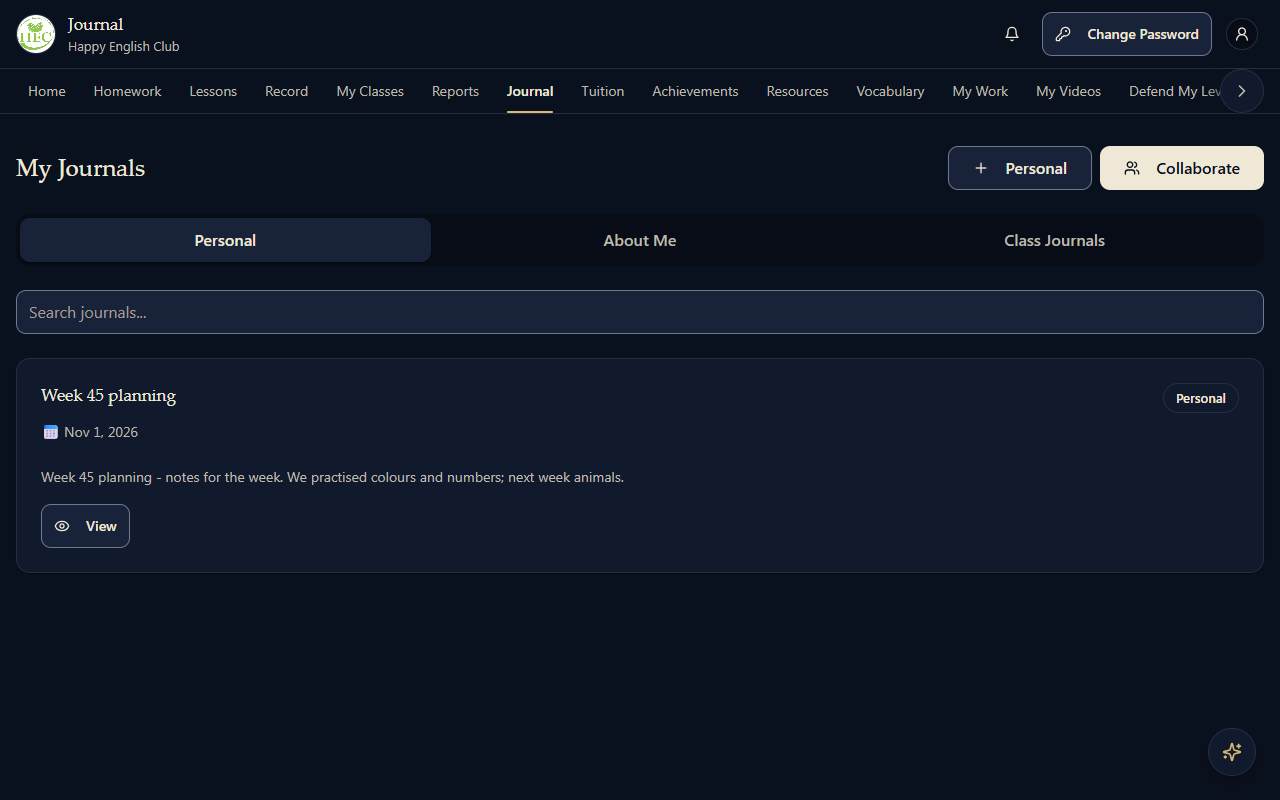 HEC
Journal
Happy English Club
Change Password
Home Homework Lessons Record My Classes Reports Journal Tuition Achievements Resources Vocabulary My Work My Videos Defend My Lev
My Journals
Personal
Collaborate
Personal About Me Class Journals
Search journals...
Week 45 planning
Personal
Nov 1, 2026
Week 45 planning - notes for the week. We practised colours and numbers; next week animals.
View